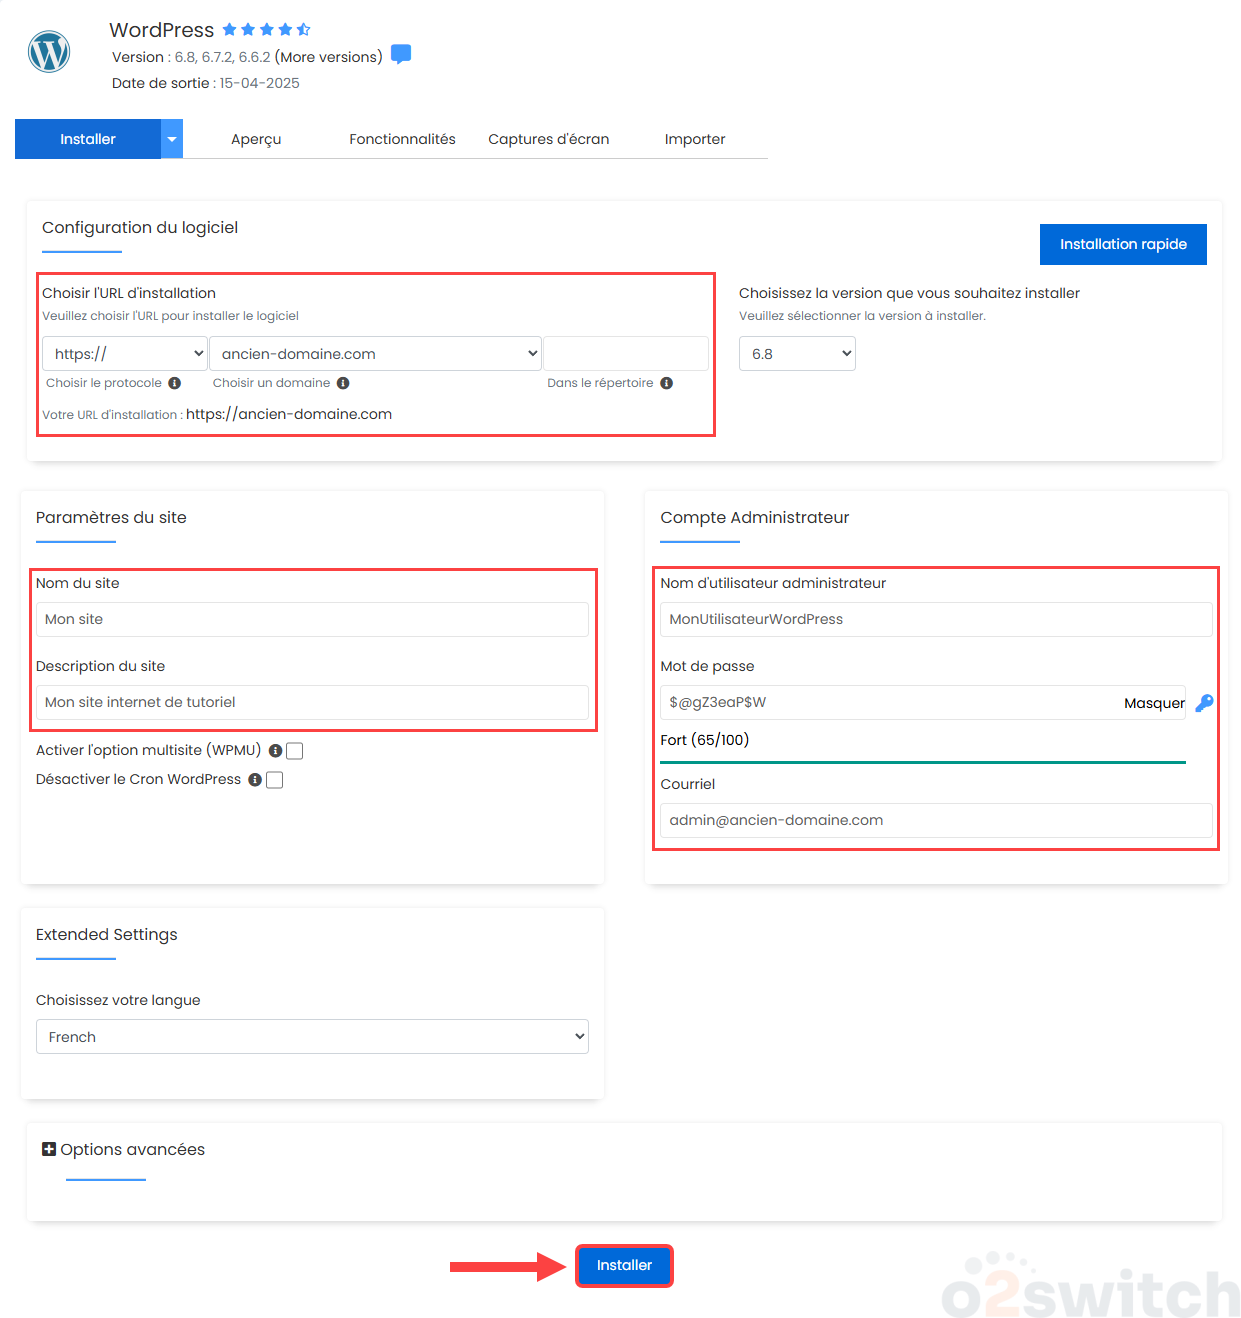 WordPress
Version : 6.8, 6.7.2, 6.6.2 (More versions)
Date de sortie : 15-04-2025
Installer
Aperçu
Fonctionnalités
Captures d'écran
Importer
Configuration du logiciel
Installation rapide
Choisir l'URL d'installation
Veuillez choisir l'URL pour installer le logiciel
https://
ancien-domaine.com
Choisir le protocole
Choisir un domaine
Dans le répertoire
Votre URL d'installation : https://ancien-domaine.com
Choisissez la version que vous souhaitez installer
Veuillez sélectionner la version à installer.
6.8
Paramètres du site
Nom du site
Mon site
Description du site
Mon site internet de tutoriel
Activer l'option multisite (WPMU)
Désactiver le Cron WordPress
Compte Administrateur
Nom d'utilisateur administrateur
MonUtilisateurWordPress
Mot de passe
$@gZ3eaP$W
Masquer
Fort (65/100)
Courriel
admin@ancien-domaine.com
Extended Settings
Choisissez votre langue
French
Options avancées
Installer
o2switch